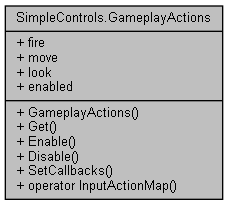 SimpleControls.GameplayActions
+ fire
+ move
+ look
+ enabled
+ GameplayActions()
+ Get()
+ Enable()
+ Disable()
+ SetCallbacks()
+ operator InputActionMap()